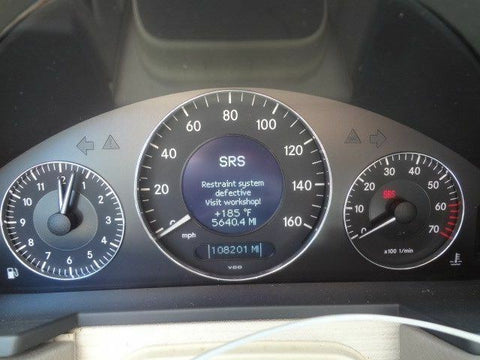 80
60
100
40
120
20
140
160
mph
SRS
Restraint system
defective
Visit workshop!
+185 °F
5640.4 MI
108201 MI
VDO
12
1
2
3
4
5
6
7
8
9
10
11
10
20
30
40
50
60
70
SRS
x100 1/min